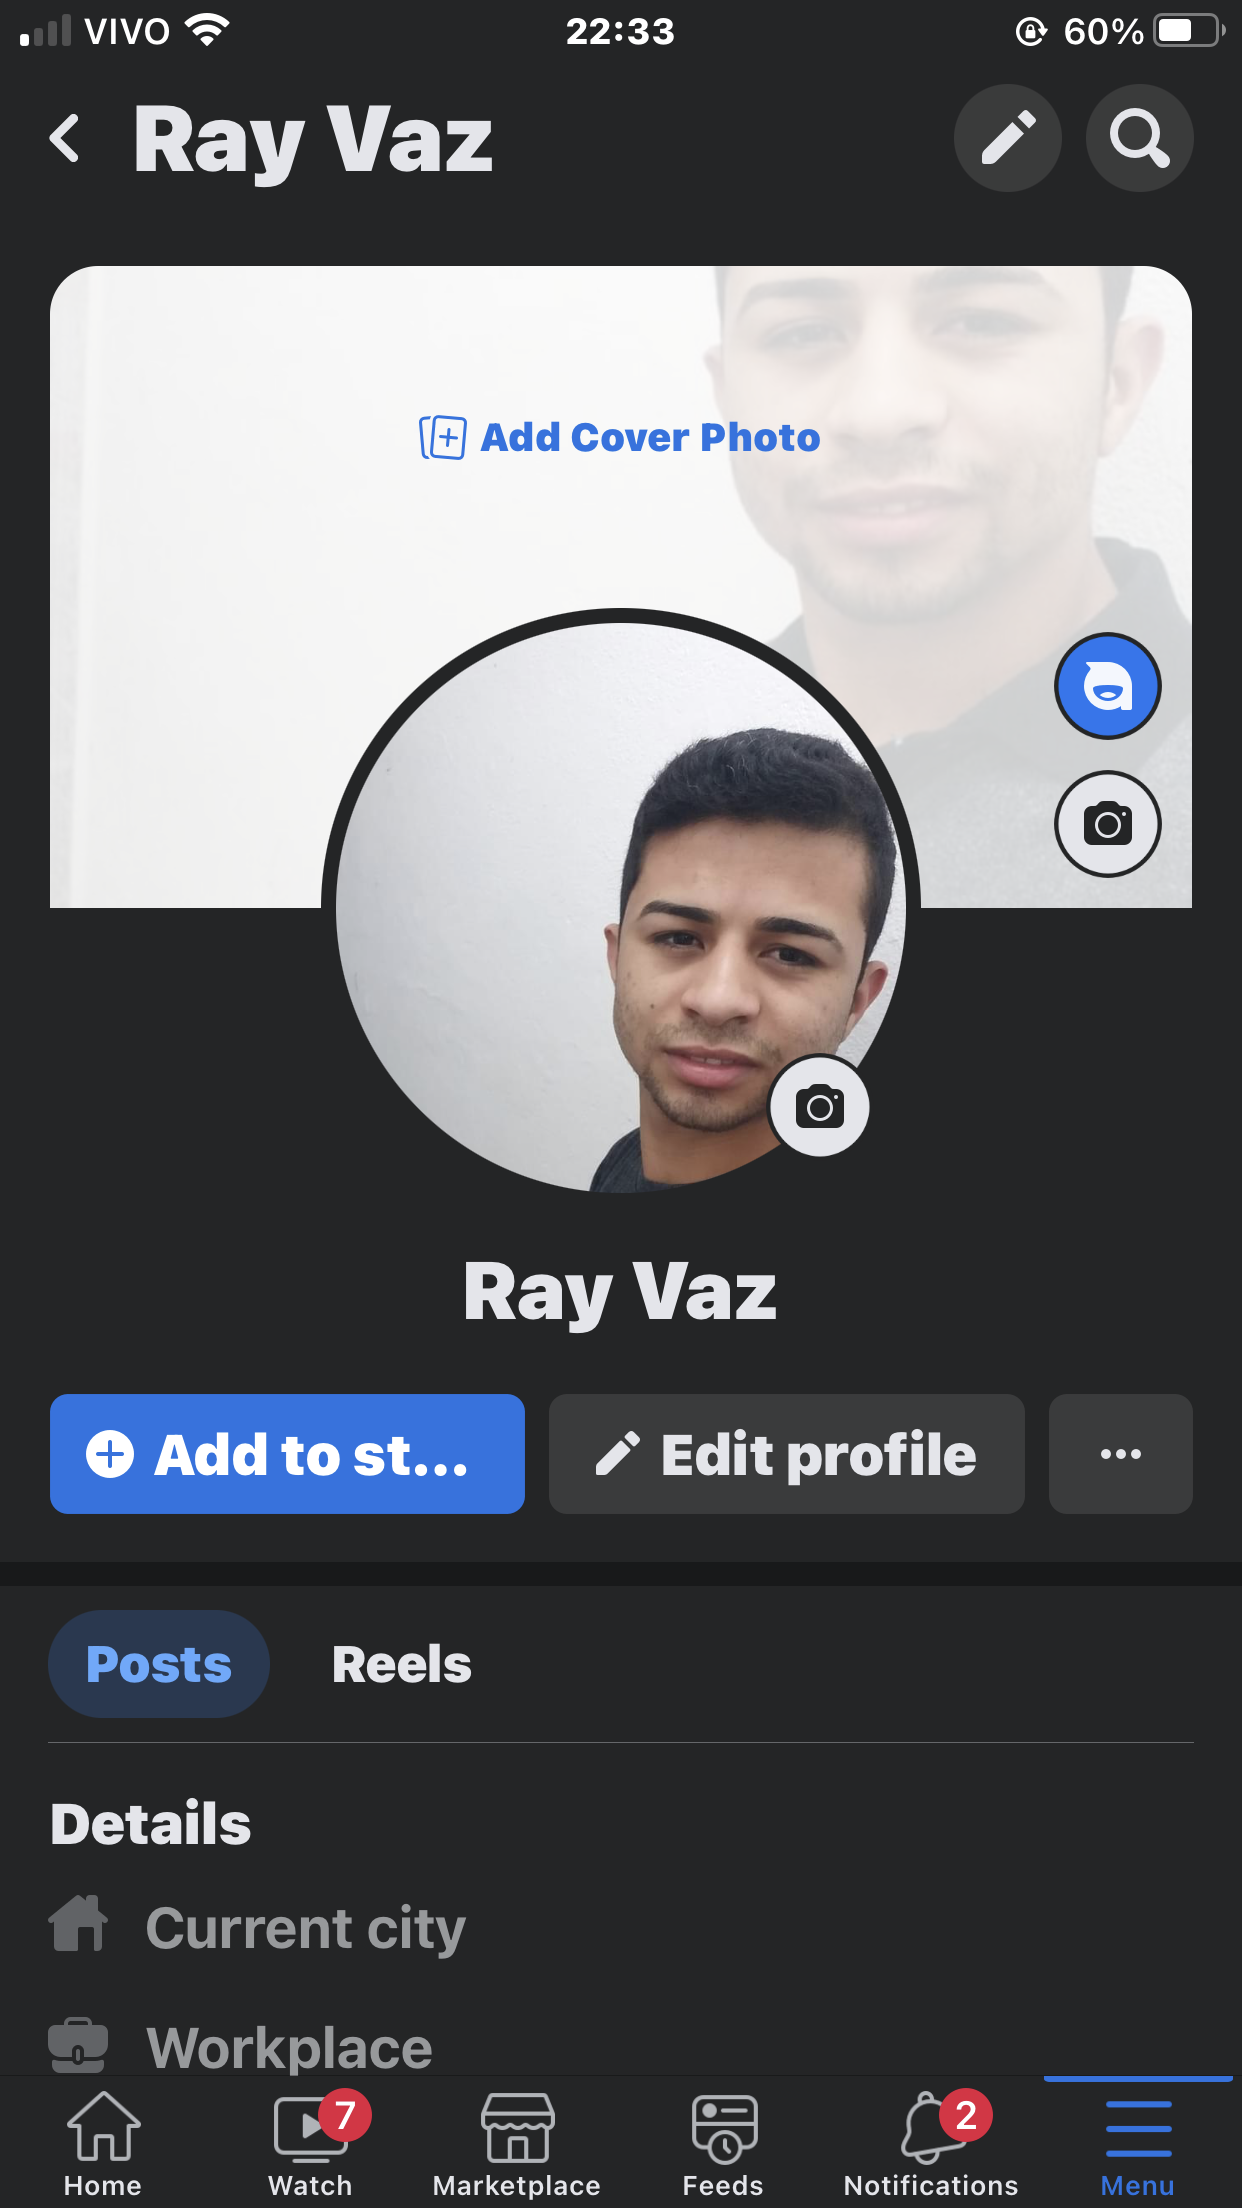 VIVO 22:33 60%
Ray Vaz
Add Cover Photo
Ray Vaz
Add to st... Edit profile
Posts Reels
Details
Current city
Workplace
7 2
Home Watch Marketplace Feeds Notifications Menu